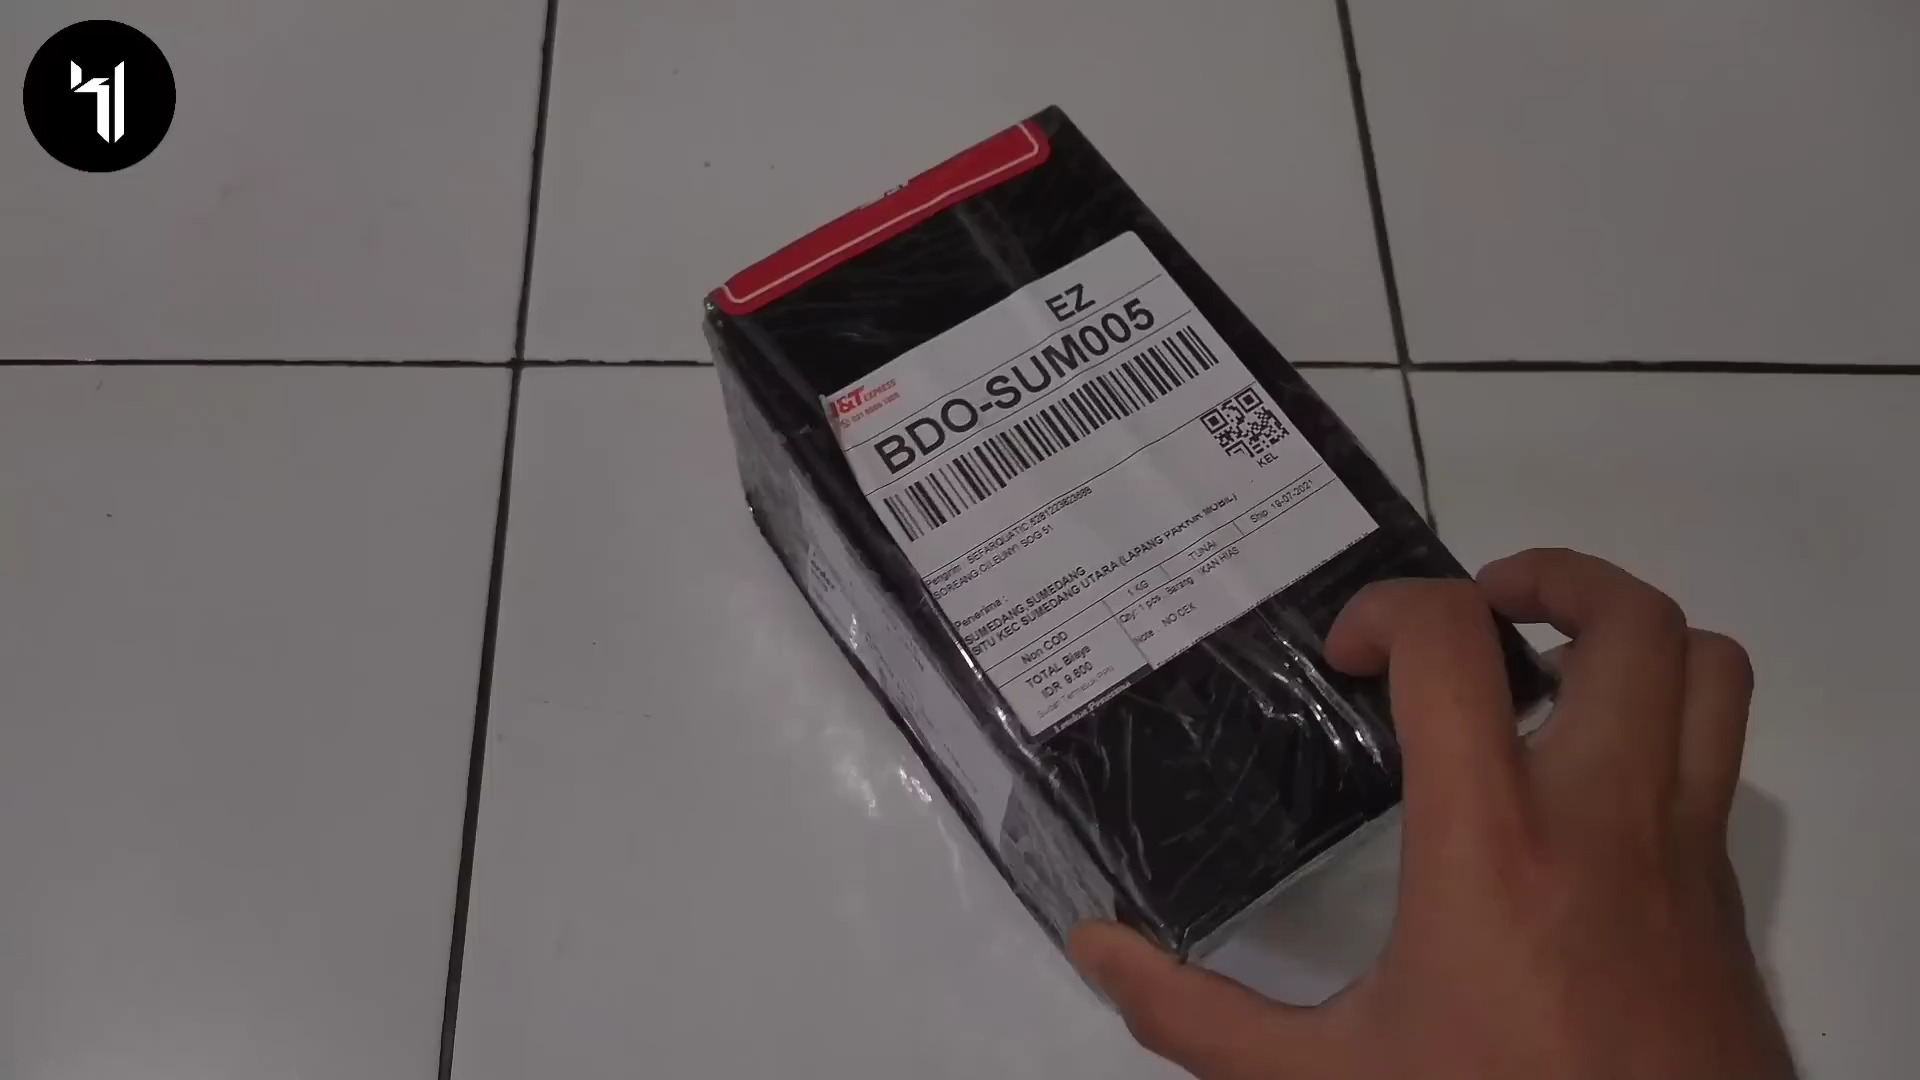 EZ
J&T EXPRESS
BDO-SUM005
KEL
Pengirim : SEFARQUATIC
SOREANG,CILEUNYI SOG 51
Penerima :
SUMEDANG,SUMEDANG
SITU KEC SUMEDANG UTARA (LAPANG PARKIR MOBIL)
Non COD
1 KG
TUNAI
Ship: 19-07-2021
TOTAL Biaya
IDR 9.800
Qty: 1 pcs
Barang : IKAN HIAS
Note : NO CEK